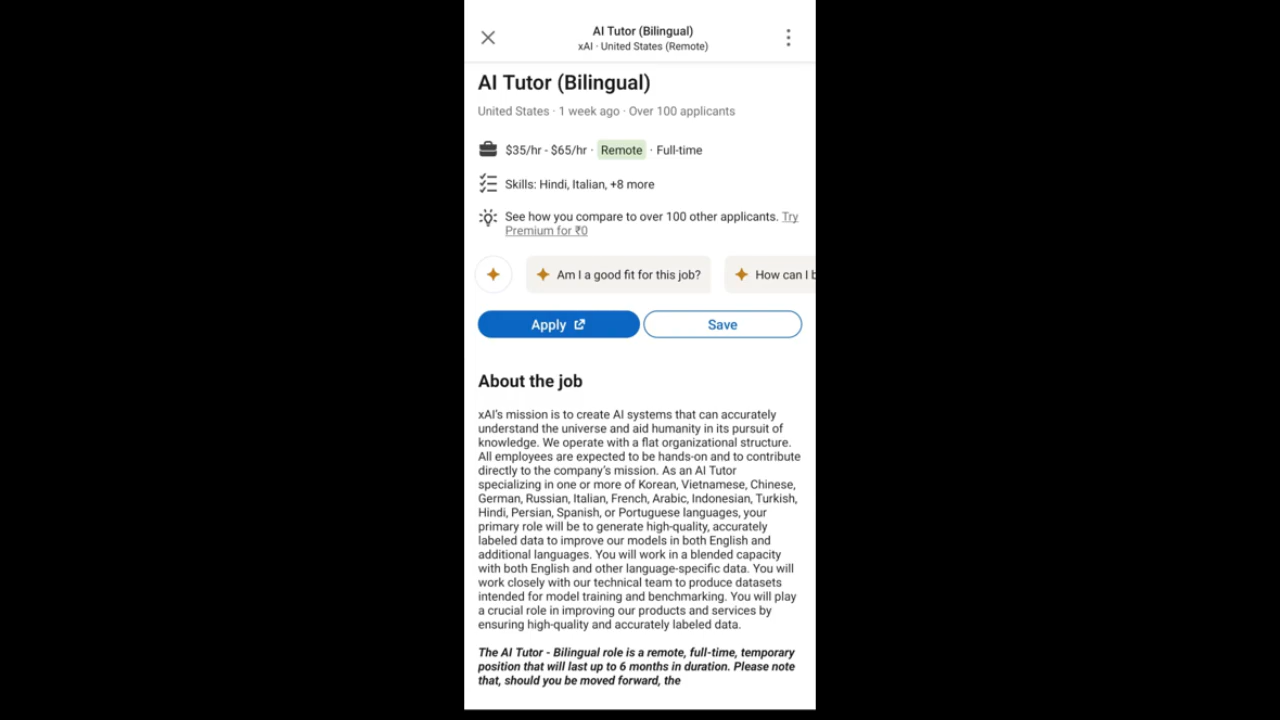 AI Tutor (Bilingual)
xAI · United States (Remote)
AI Tutor (Bilingual)
United States · 1 week ago · Over 100 applicants
$35/hr - $65/hr · Remote · Full-time
Skills: Hindi, Italian, +8 more
See how you compare to over 100 other applicants. Try
Premium for ₹0
Am I a good fit for this job?
How can I b
Apply
Save
About the job
xAI's mission is to create AI systems that can accurately
understand the universe and aid humanity in its pursuit of
knowledge. We operate with a flat organizational structure.
All employees are expected to be hands-on and to contribute
directly to the company's mission. As an AI Tutor
specializing in one or more of Korean, Vietnamese, Chinese,
German, Russian, Italian, French, Arabic, Indonesian, Turkish,
Hindi, Persian, Spanish, or Portuguese languages, your
primary role will be to generate high-quality, accurately
labeled data to improve our models in both English and
additional languages. You will work in a blended capacity
with both English and other language-specific data. You will
work closely with our technical team to produce datasets
intended for model training and benchmarking. You will play
a crucial role in improving our products and services by
ensuring high-quality and accurately labeled data.
The AI Tutor - Bilingual role is a remote, full-time, temporary
position that will last up to 6 months in duration. Please note
that, should you be moved forward, the